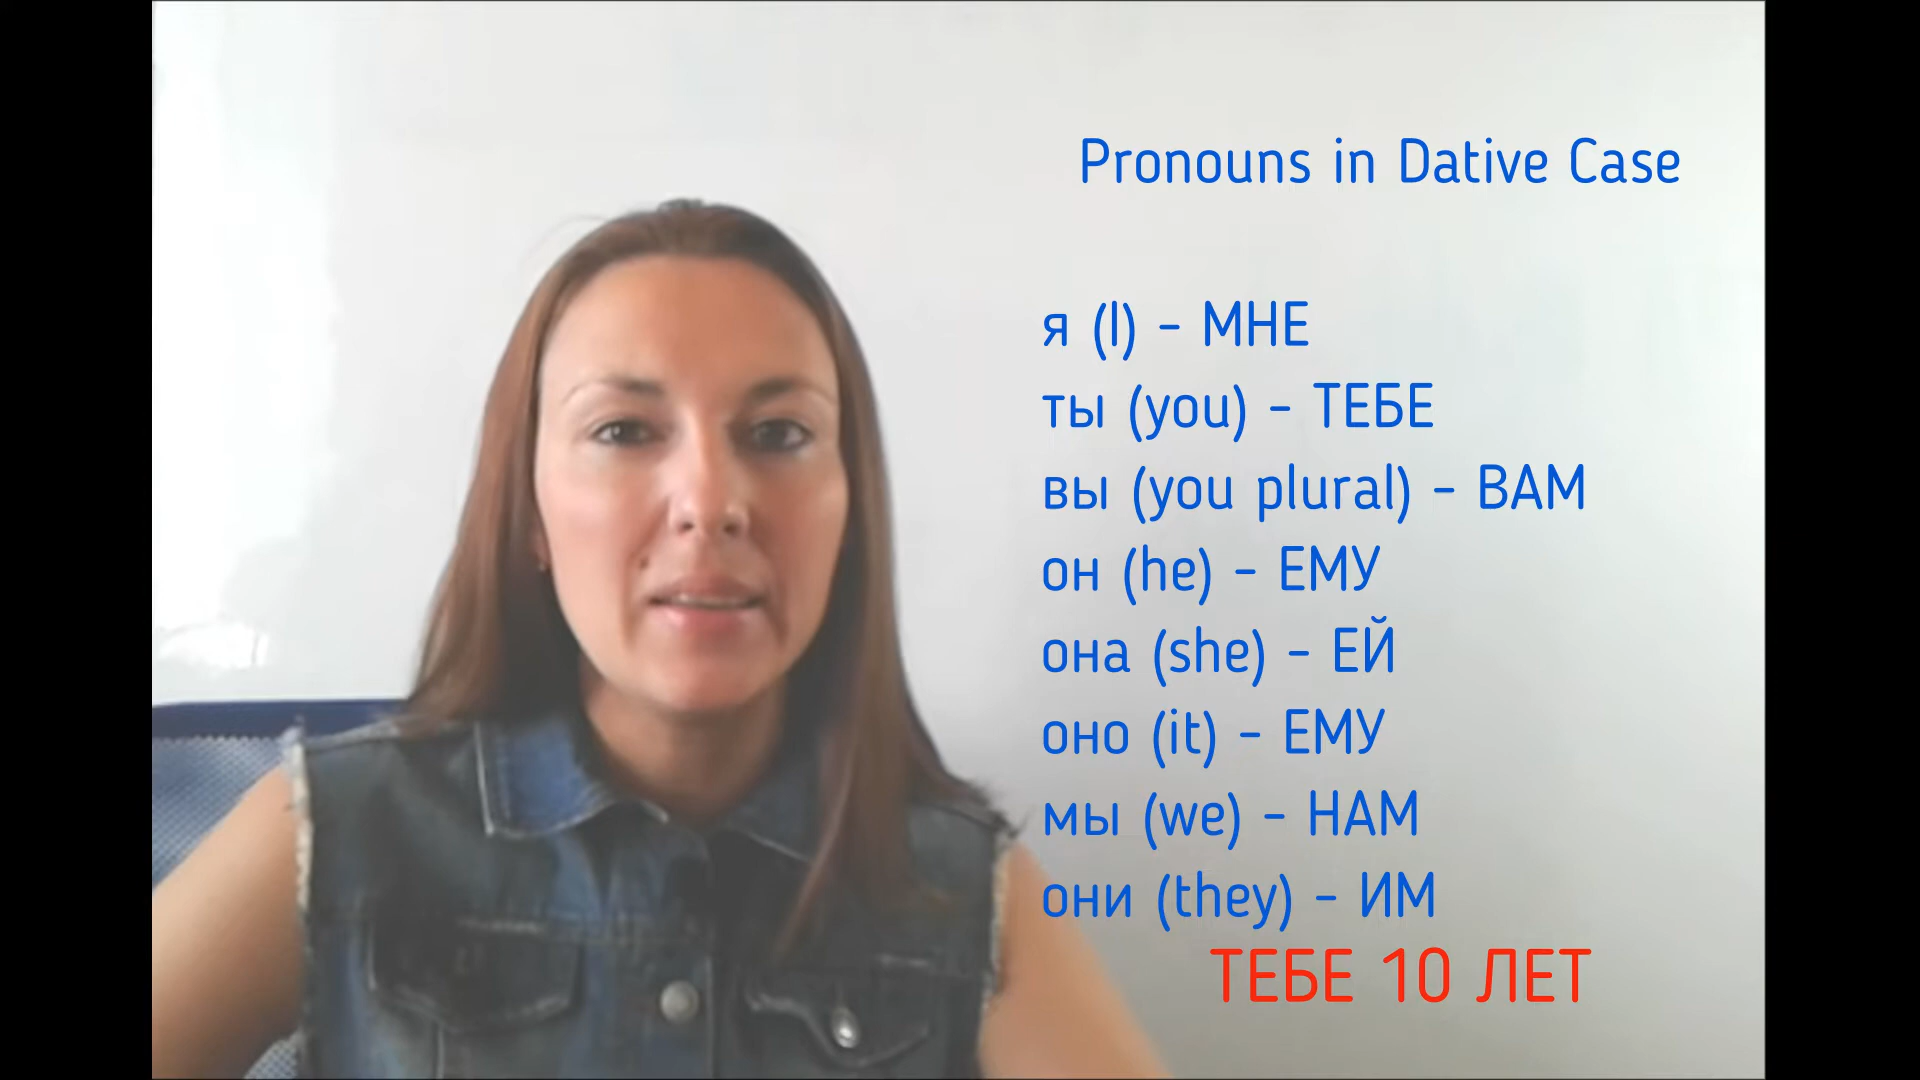 Pronouns in Dative Case
я (I) - МНЕ
ты (you) - ТЕБЕ
вы (you plural) - ВАМ
он (he) - ЕМУ
она (she) - ЕЙ
оно (it) - ЕМУ
мы (we) - НАМ
они (they) - ИМ
ТЕБЕ 10 ЛЕТ